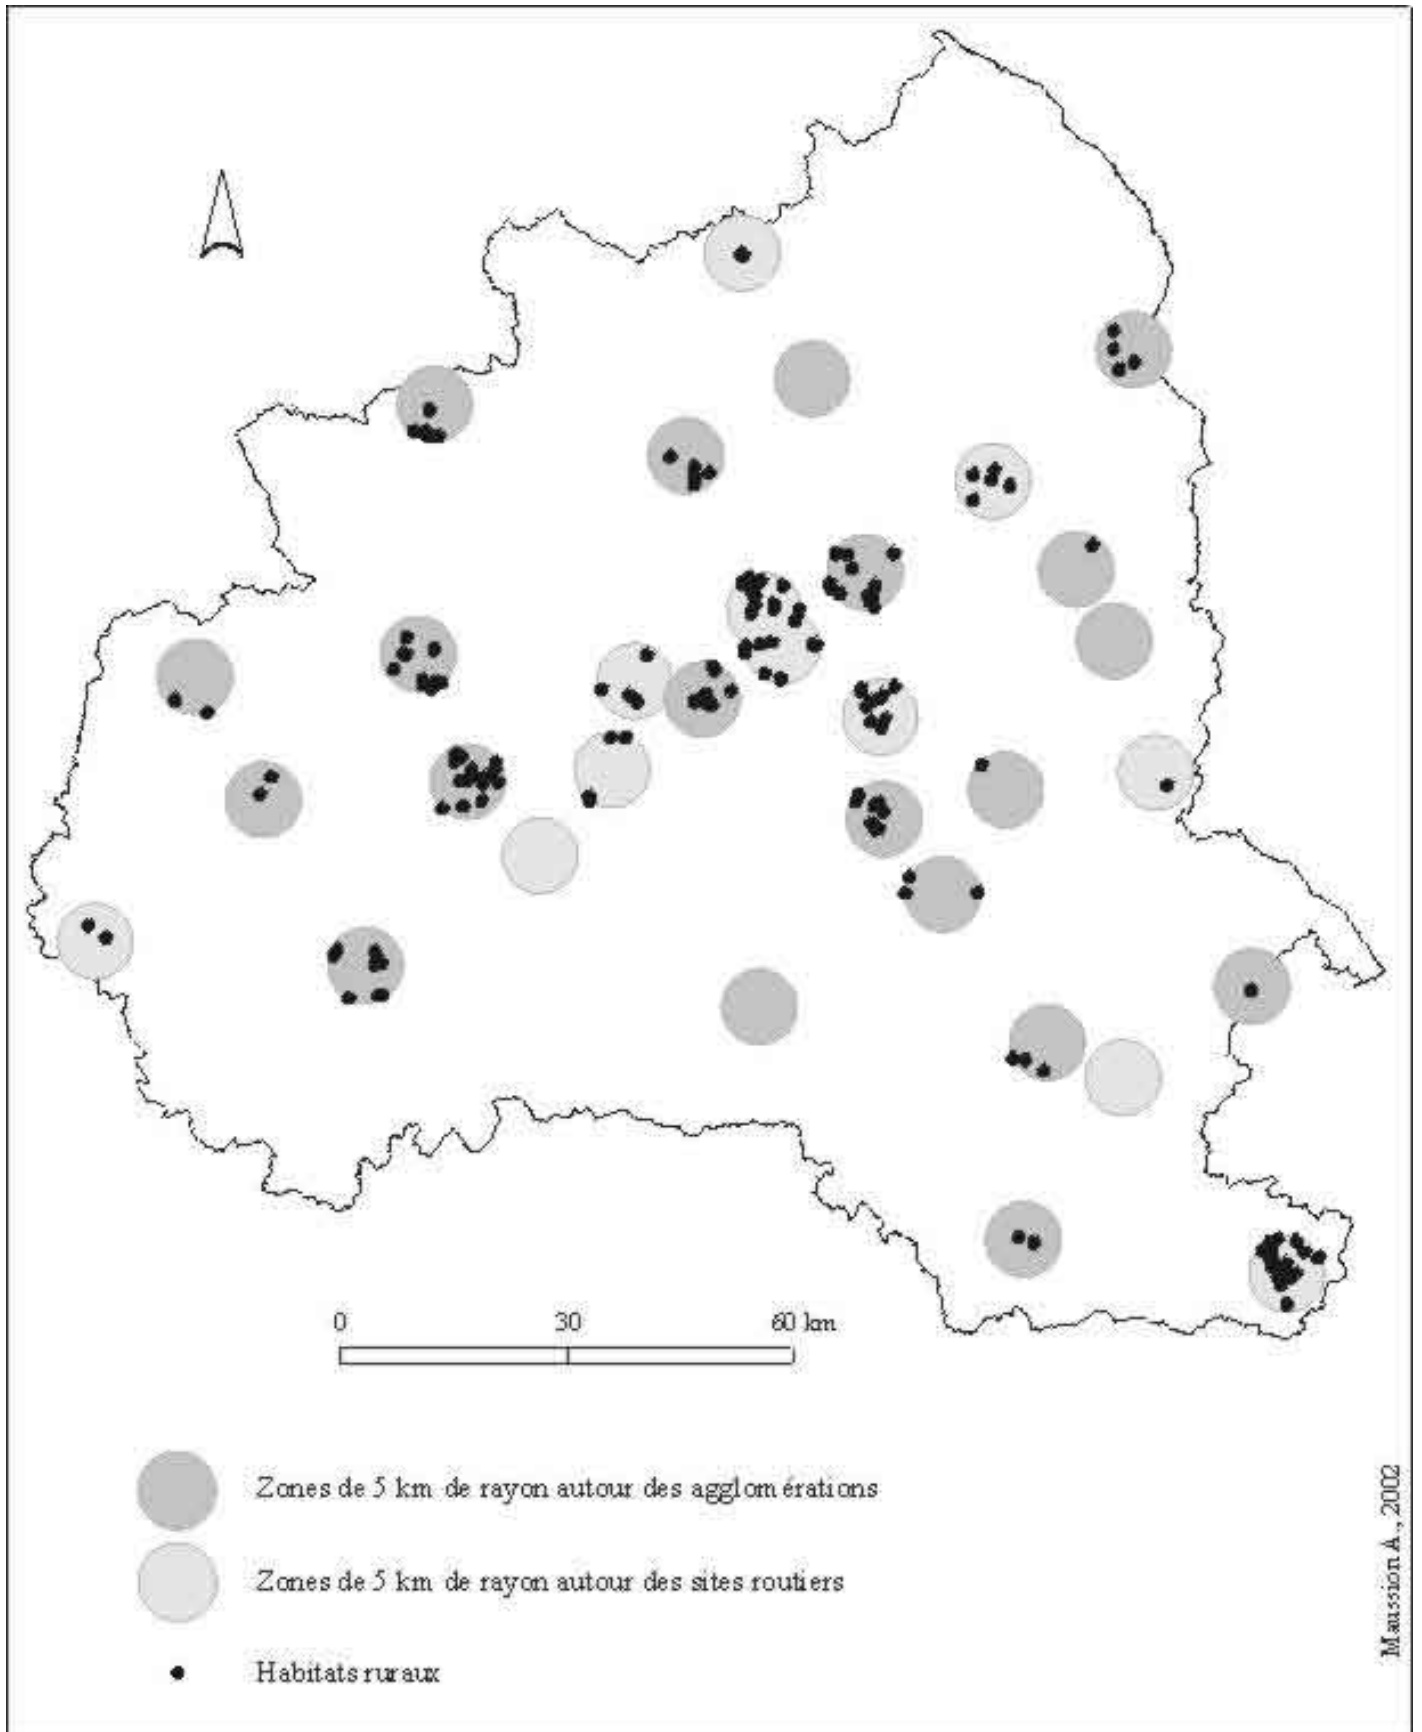 0 30 60 km
Zones de 5 km de rayon autour des agglomérations
Zones de 5 km de rayon autour des sites routiers
Habitats ruraux
Maussion A., 2002